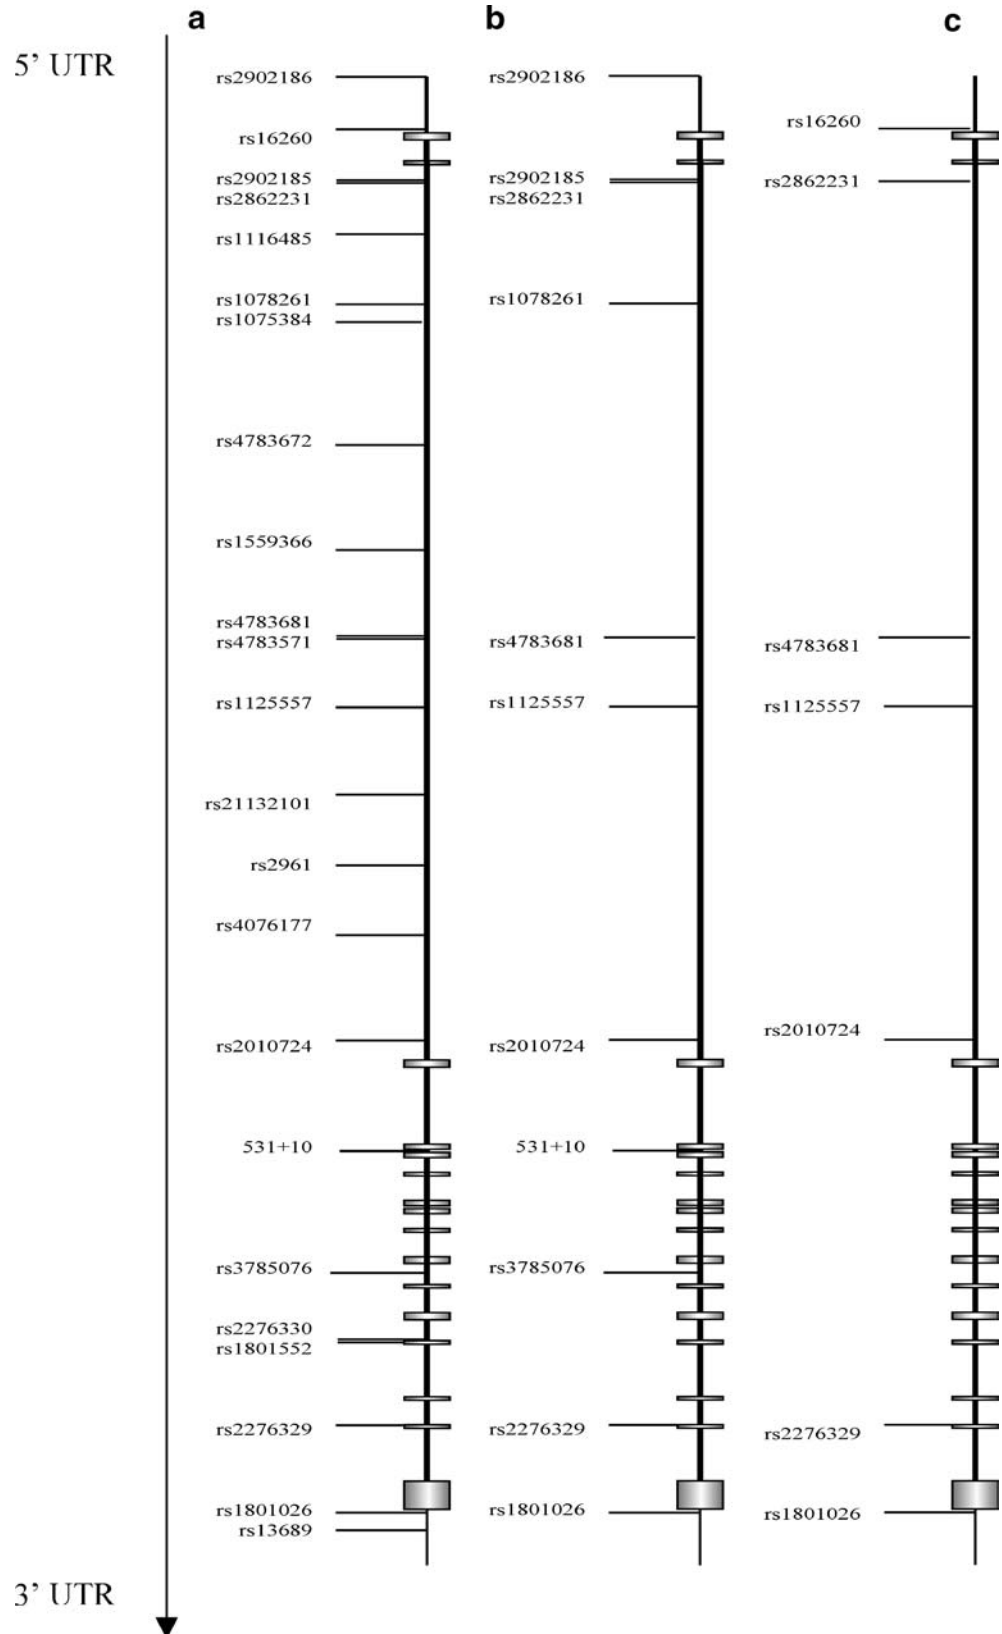 a
b
c
5’ UTR
rs2902186
rs16260
rs2902185
rs2862231
rs1116485
rs1078261
rs1075384
rs4783672
rs1559366
rs4783681
rs4783571
rs1125557
rs21132101
rs2961
rs4076177
rs2010724
531+10
rs3785076
rs2276330
rs1801552
rs2276329
rs1801026
rs13689
rs2902186
rs2902185
rs2862231
rs1078261
rs4783681
rs1125557
rs2010724
531+10
rs3785076
rs2276329
rs1801026
rs16260
rs2862231
rs4783681
rs1125557
rs2010724
rs2276329
rs1801026
3’ UTR